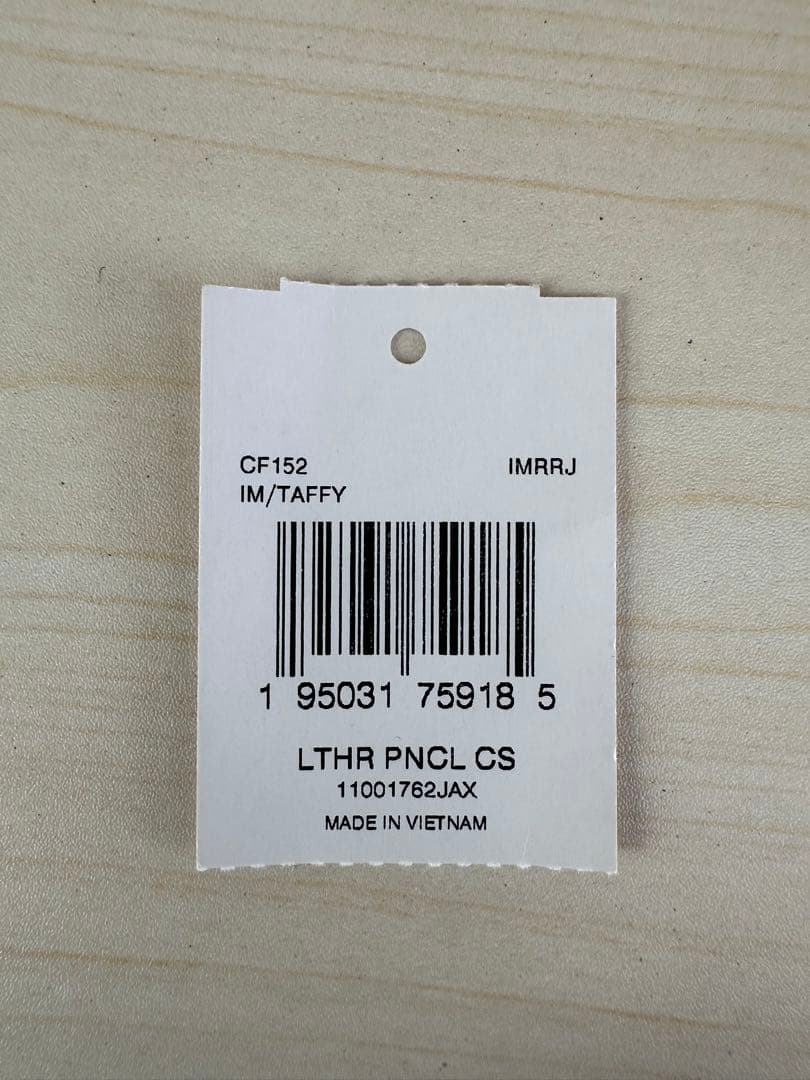 CF152 IMRRJ
IM/TAFFY
1 95031 75918 5
LTHR PNCL CS
11001762JAX
MADE IN VIETNAM